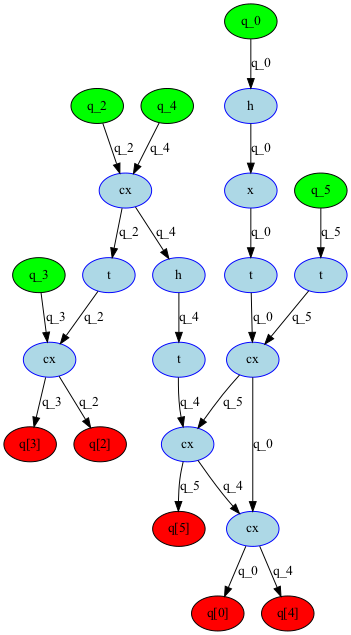 q_0
q_0
q_2 q_4 h
q_2 q_4 q_0
cx x q_5
q_2 q_4 q_0 q_5
q_3 t h t t
q_3 q_2 q_4 q_0 q_5
cx t cx
q_3 q_2 q_4 q_5 q_0
q[3] q[2] cx
q_5 q_4
q[5] cx
q_0 q_4
q[0] q[4]